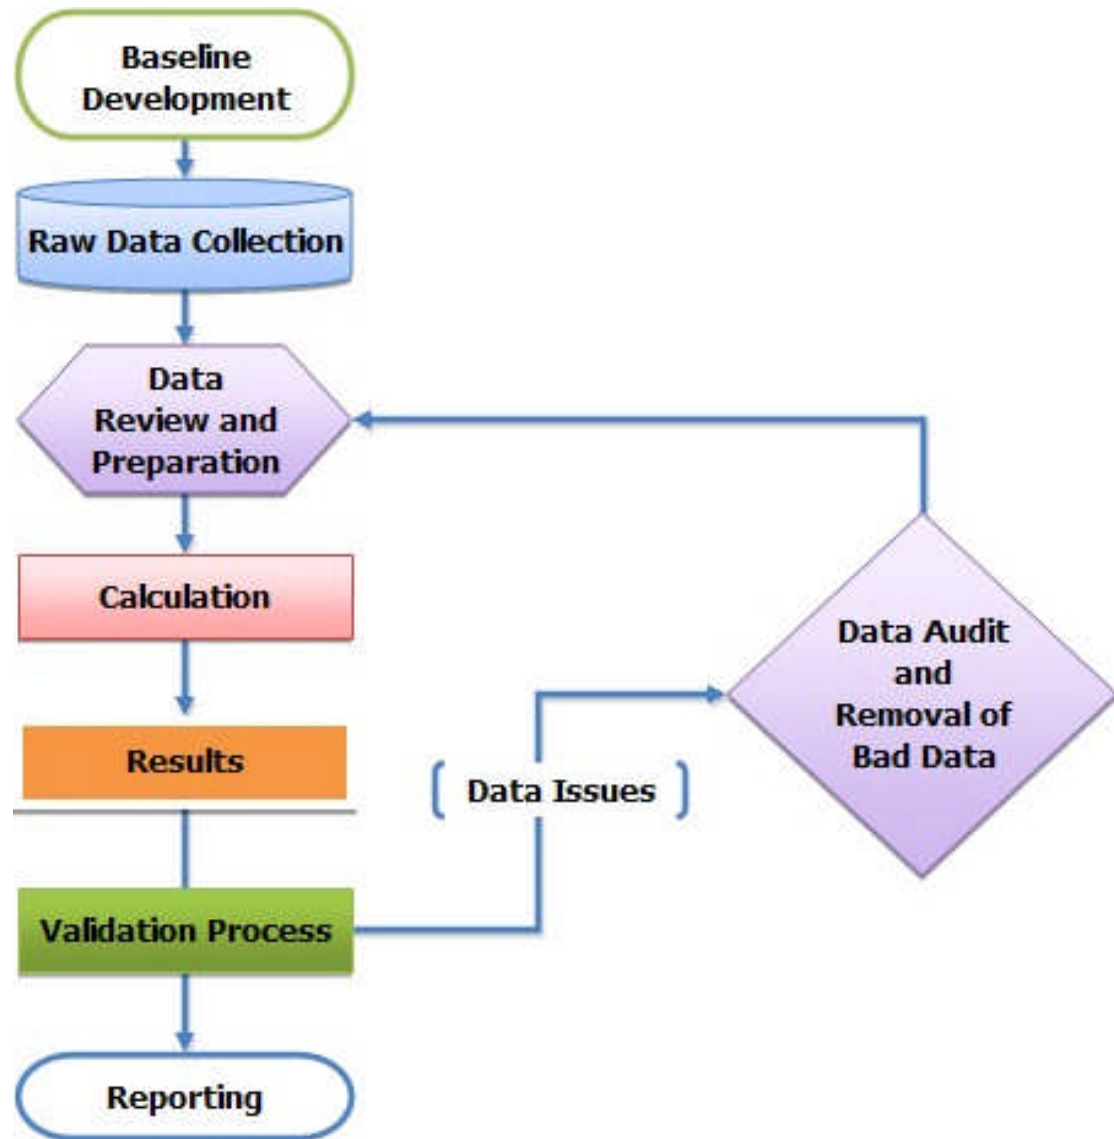 Baseline
Development
Raw Data Collection
Data
Review and
Preparation
Calculation
Data Audit
and
Removal of
Bad Data
Results
Data Issues
Validation Process
Reporting